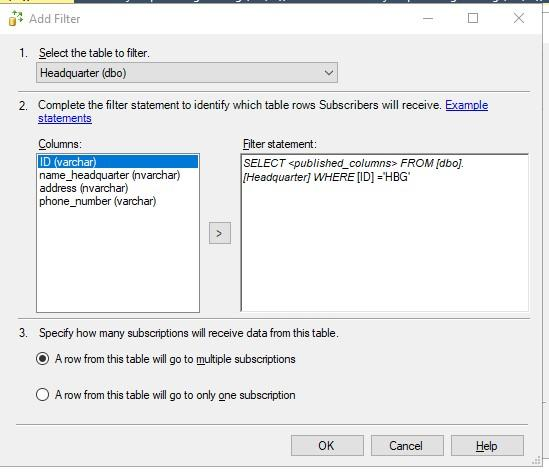 Add Filter
1. Select the table to filter.
Headquarter (dbo)
2. Complete the filter statement to identify which table rows Subscribers will receive. Example
statements
Columns:
ID (varchar)
name_headquarter (nvarchar)
address (nvarchar)
phone_number (varchar)
>
Filter statement:
SELECT <published_columns> FROM [dbo].
[Headquarter] WHERE [ID] ='HBG'
3. Specify how many subscriptions will receive data from this table.
A row from this table will go to multiple subscriptions
A row from this table will go to only one subscription
OK
Cancel
Help